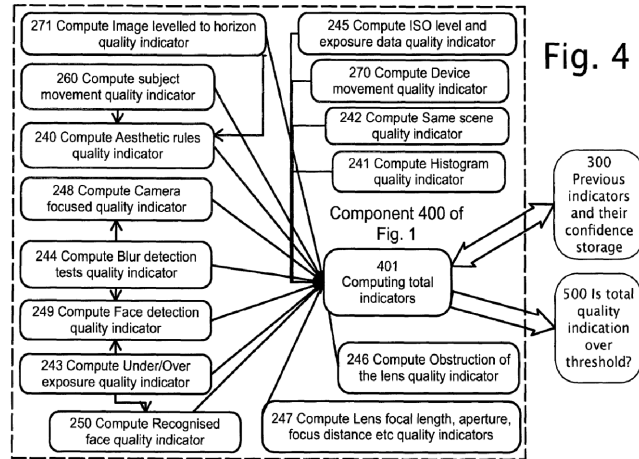 271 Compute Image levelled to horizon
quality indicator
260 Compute subject
movement quality indicator
240 Compute Aesthetic rules
quality indicator
248 Compute Camera
focused quality indicator
244 Compute Blur detection
tests quality indicator
249 Compute Face detection
quality indicator
243 Compute Under/Over
exposure quality indicator
250 Compute Recognised
face quality indicator
245 Compute ISO level and
exposure data quality indicator
270 Compute Device
movement quality indicator
242 Compute Same scene
quality indicator
241 Compute Histogram
quality indicator
Component 400 of
Fig. 1
401
Computing total
indicators
246 Compute Obstruction of
the lens quality indicator
247 Compute Lens focal length, aperture,
focus distance etc quality indicators
Fig. 4
300
Previous
indicators
and their
confidence
storage
500 Is total
quality
indication
over
threshold?